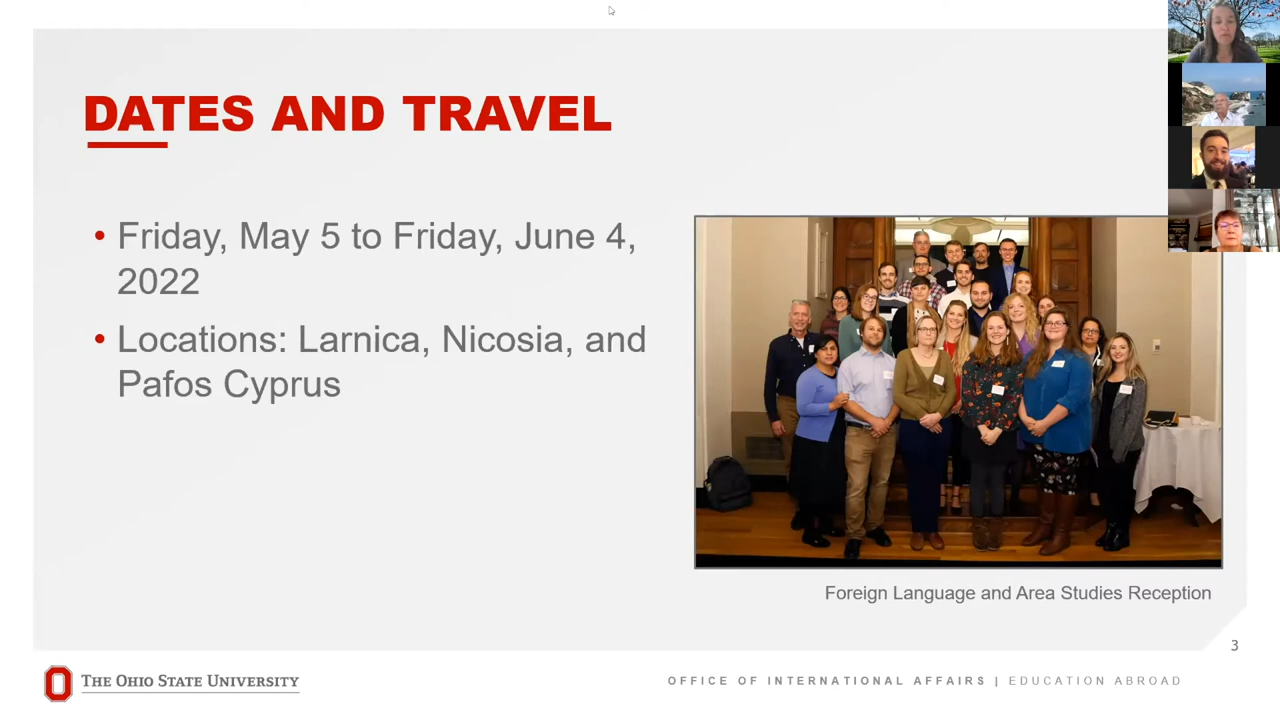 DATES AND TRAVEL
• Friday, May 5 to Friday, June 4,
2022
• Locations: Larnica, Nicosia, and
Pafos Cyprus
Foreign Language and Area Studies Reception
3
THE OHIO STATE UNIVERSITY
OFFICE OF INTERNATIONAL AFFAIRS | EDUCATION ABROAD